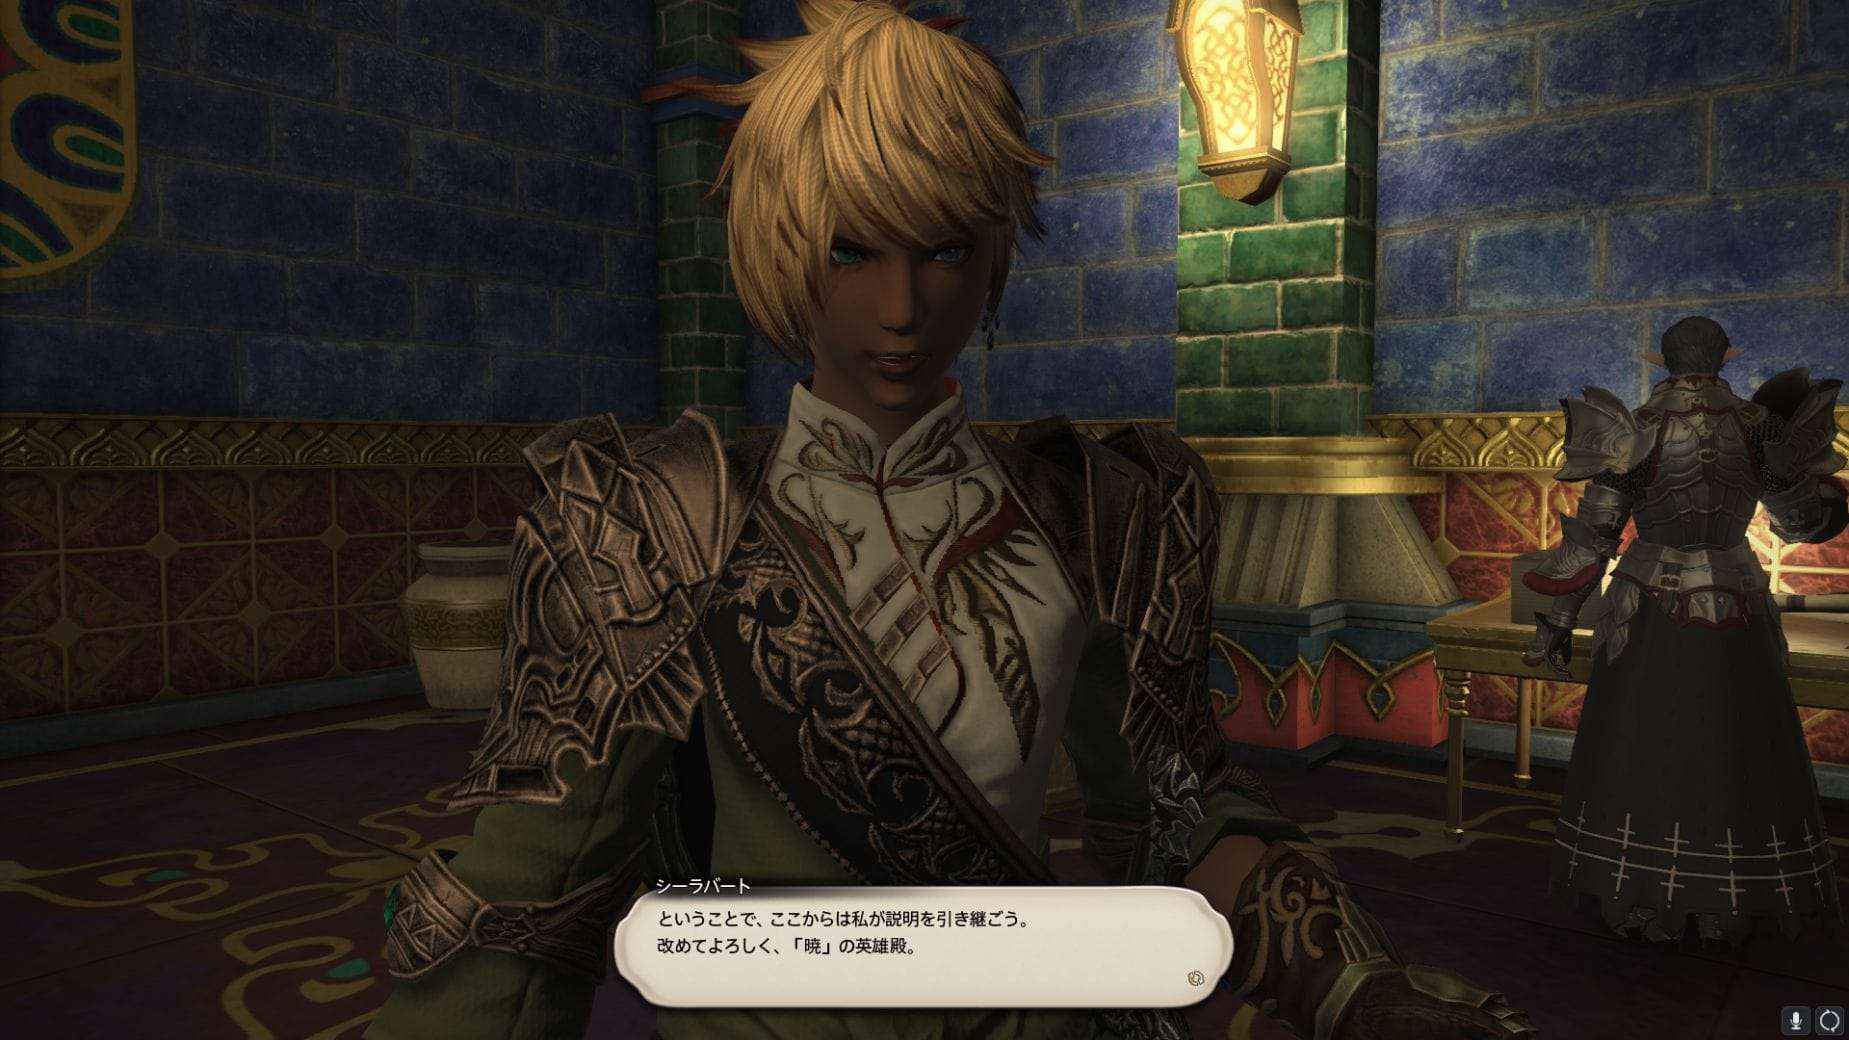 シーラバート
ということで、ここからは私が説明を引き継ごう。
改めてよろしく、「暁」の英雄殿。